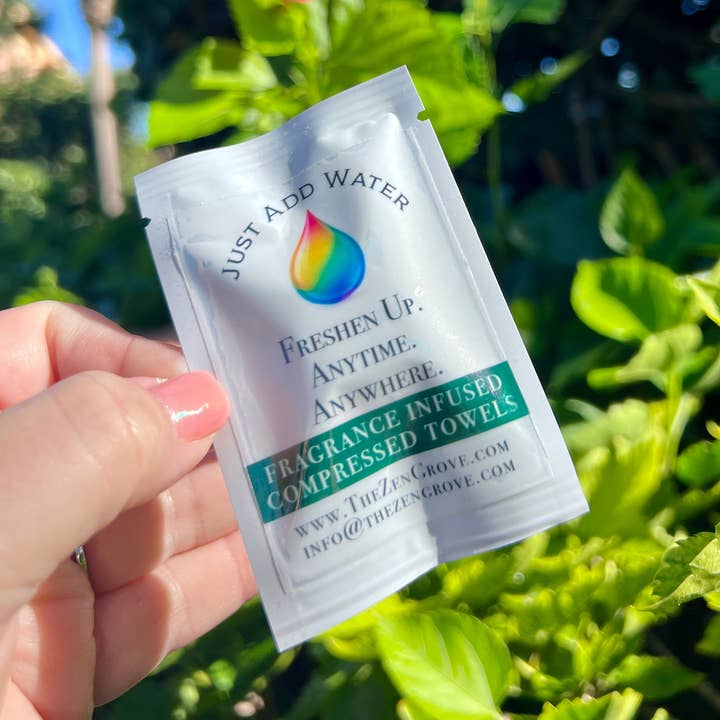 Just Add Water
Freshen Up.
Anytime.
Anywhere.
Fragrance Infused
Compressed Towels
www.TheZenGrove.com
info@thezengrove.com